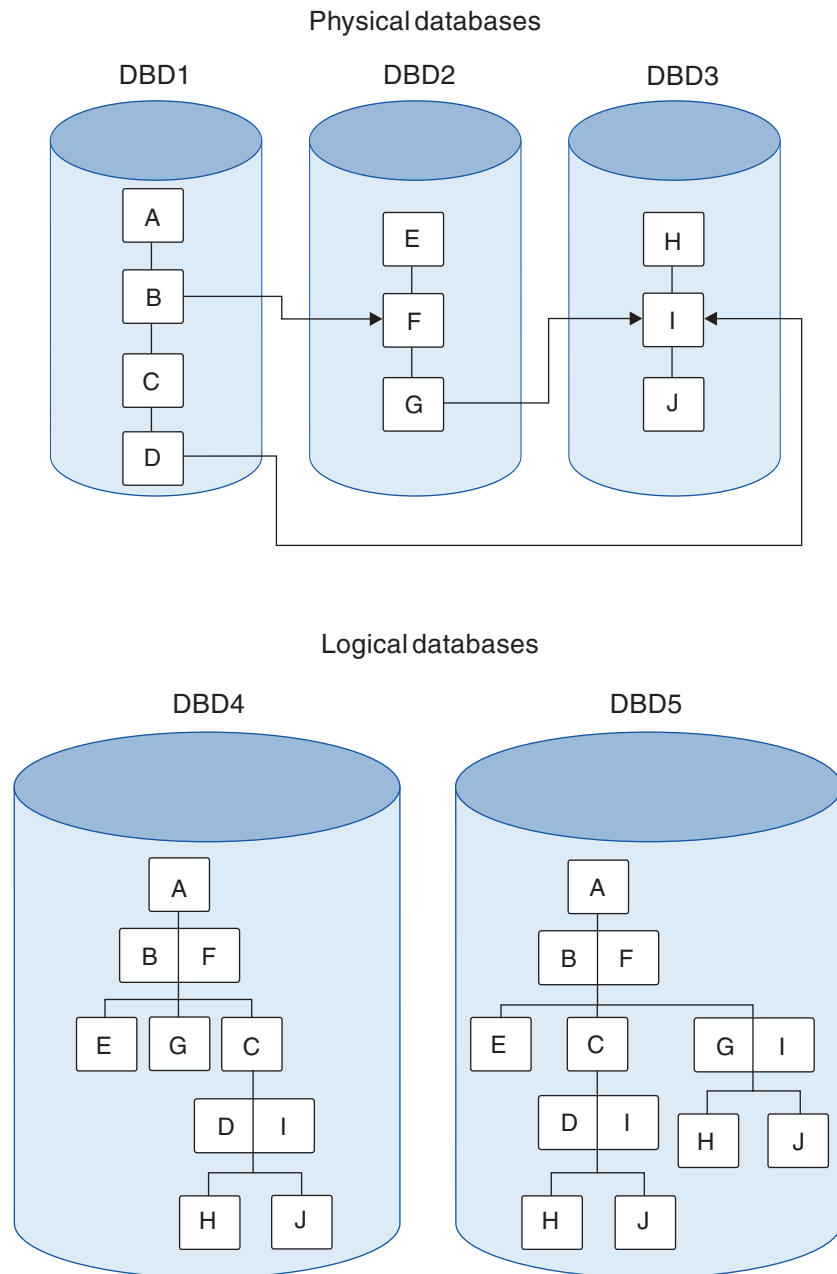 Physical databases
DBD1 DBD2 DBD3
A
E H
B F I
C
G J
D
Logical databases
DBD4 DBD5
A A
B F B F
E G C E C G I
D I D I H J
H J H J